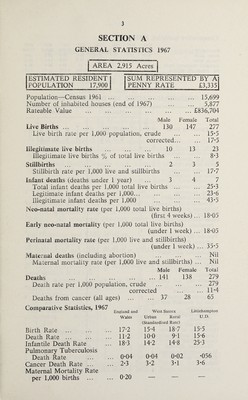 3
SECTION A
GENERAL STATISTICS 1967
AREA 2,915 Acres
ESTIMATED RESIDENT POPULATION 17,900
SUM REPRESENTED BY A PENNY RATE £3,335
Population—Census 1961 ... ... ... ... ... 15,699
Number of inhabited houses (end of 1967) ... ... 5,877
Rateable Value ... ... ... ... ... £836,704
Male Female Total
Live Births ... ... ... ... 130 147 277
Live birth rate per 1,000 population, crude ... 15·5
corrected... 17·5
Illegitimate live births ... ... 10 13 23
Illegitimate live births % of total live births ... 8·3
Stillbirths ... ... ... ... 2 3 5
Stillbirth rate per 1,000 live and stillbirths ... 17·7
Infant deaths (deaths under 1 year) 3 4 7
Total infant deaths per 1,000 total live births ... 25·3
Legitimate infant deaths per 1,000... ... ... 23·6
Illegitimate infant deaths per 1,000 ... ... 43·5
Neo-natal mortality rate (per 1,000 total live births)
(first 4 weeks)... 18·05
Early neo-natal mortality (per 1,000 total live births)
(under 1 week) ... 18·05
Perinatal mortality rate (per 1,000 live and stillbirths)
(under 1 week) ... 35·5
Maternal deaths (including abortion) ... ... Nil
Maternal mortality rate (per 1,000 live and stillbirths) ... Nil
Male Female Total
Deaths ... ... ... ... 141 138 279
Death rate per 1,000 population, crude ... ... 279
corrected ... 11·4
Deaths from cancer (all ages) ... ... 37 28 65
Comparative Statistics, 1967
England and Wales West Sussex Littlehampton
Urban Rural U.D.
(Standardised Rate)
Birth Rate ... ... ... 17·2 15·4 18·7 15·5
Death Rate ... ... ... 11·2 10·0 9·1 15·6
Infantile Death Rate ... 18·3 14·2 14·8 25·3
Pulmonary Tuberculosis
Death Rate ... ... 0·04 0·04 0·02 ·056
Cancer Death Rate ... ... 2·3 3·2 3·1 3·6
Maternal Mortality Rate
per 1,000 births ... ... 0·20 — — —